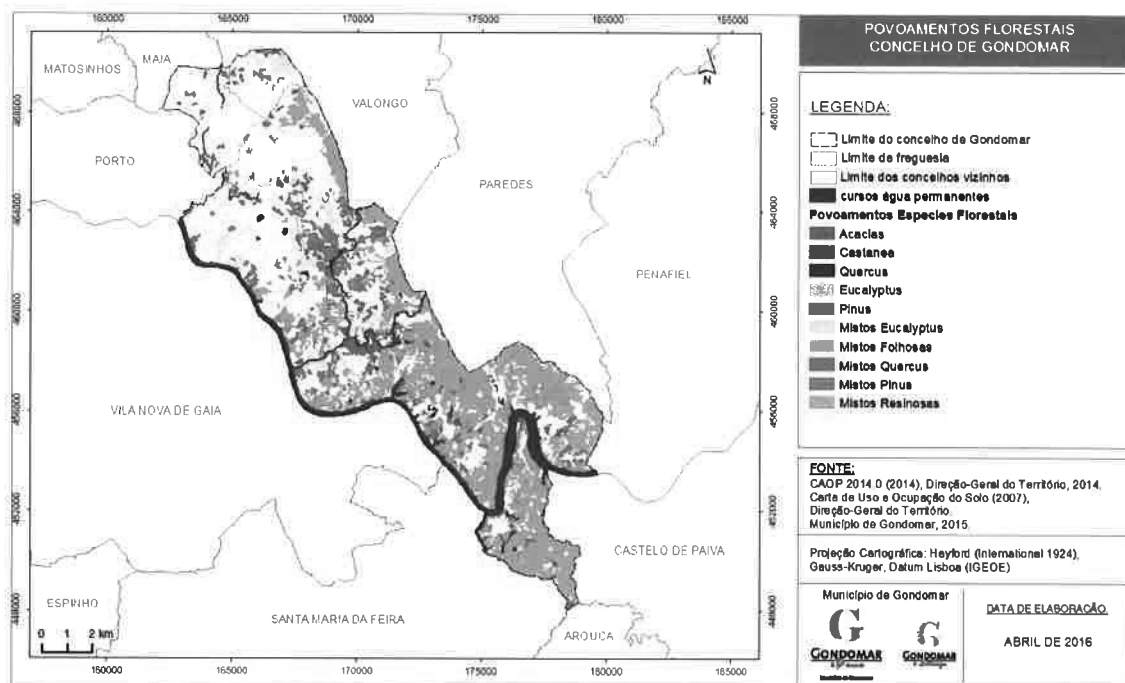 160000 165000 170000 175000 180000 185000
MATOSINHOS
MAIA
VALONGO
PORTO
PAREDES
PENAFIEL
VILA NOVA DE GAIA
CASTELO DE PAIVA
ESPINHO
SANTA MARIA DA FEIRA
AROUCA
N
468000
464000
460000
456000
452000
448000
468000
464000
460000
456000
452000
448000
0 1 2 km
160000 165000 170000 175000 180000 185000
POVOAMENTOS FLORESTAIS
CONCELHO DE GONDOMAR
LEGENDA:
Limite do concelho de Gondomar
Limite de freguesia
Limite dos concelhos vizinhos
cursos água permanentes
Povoamentos Especies Florestais
Acacias
Castanea
Quercus
Eucalyptus
Pinus
Mistos Eucalyptus
Mistos Folhosas
Mistos Quercus
Mistos Pinus
Mistos Resinosas
FONTE:
CAOP 2014.0 (2014), Direção-Geral do Território, 2014.
Carta de Uso e Ocupação do Solo (2007),
Direção-Geral do Território.
Município de Gondomar, 2015.
Projeção Cartográfica: Hayford (International 1924),
Gauss-Kruger, Datum Lisboa (IGEOE)
Município de Gondomar
G G
GONDOMAR GONDOMAR
DATA DE ELABORAÇÃO
ABRIL DE 2016